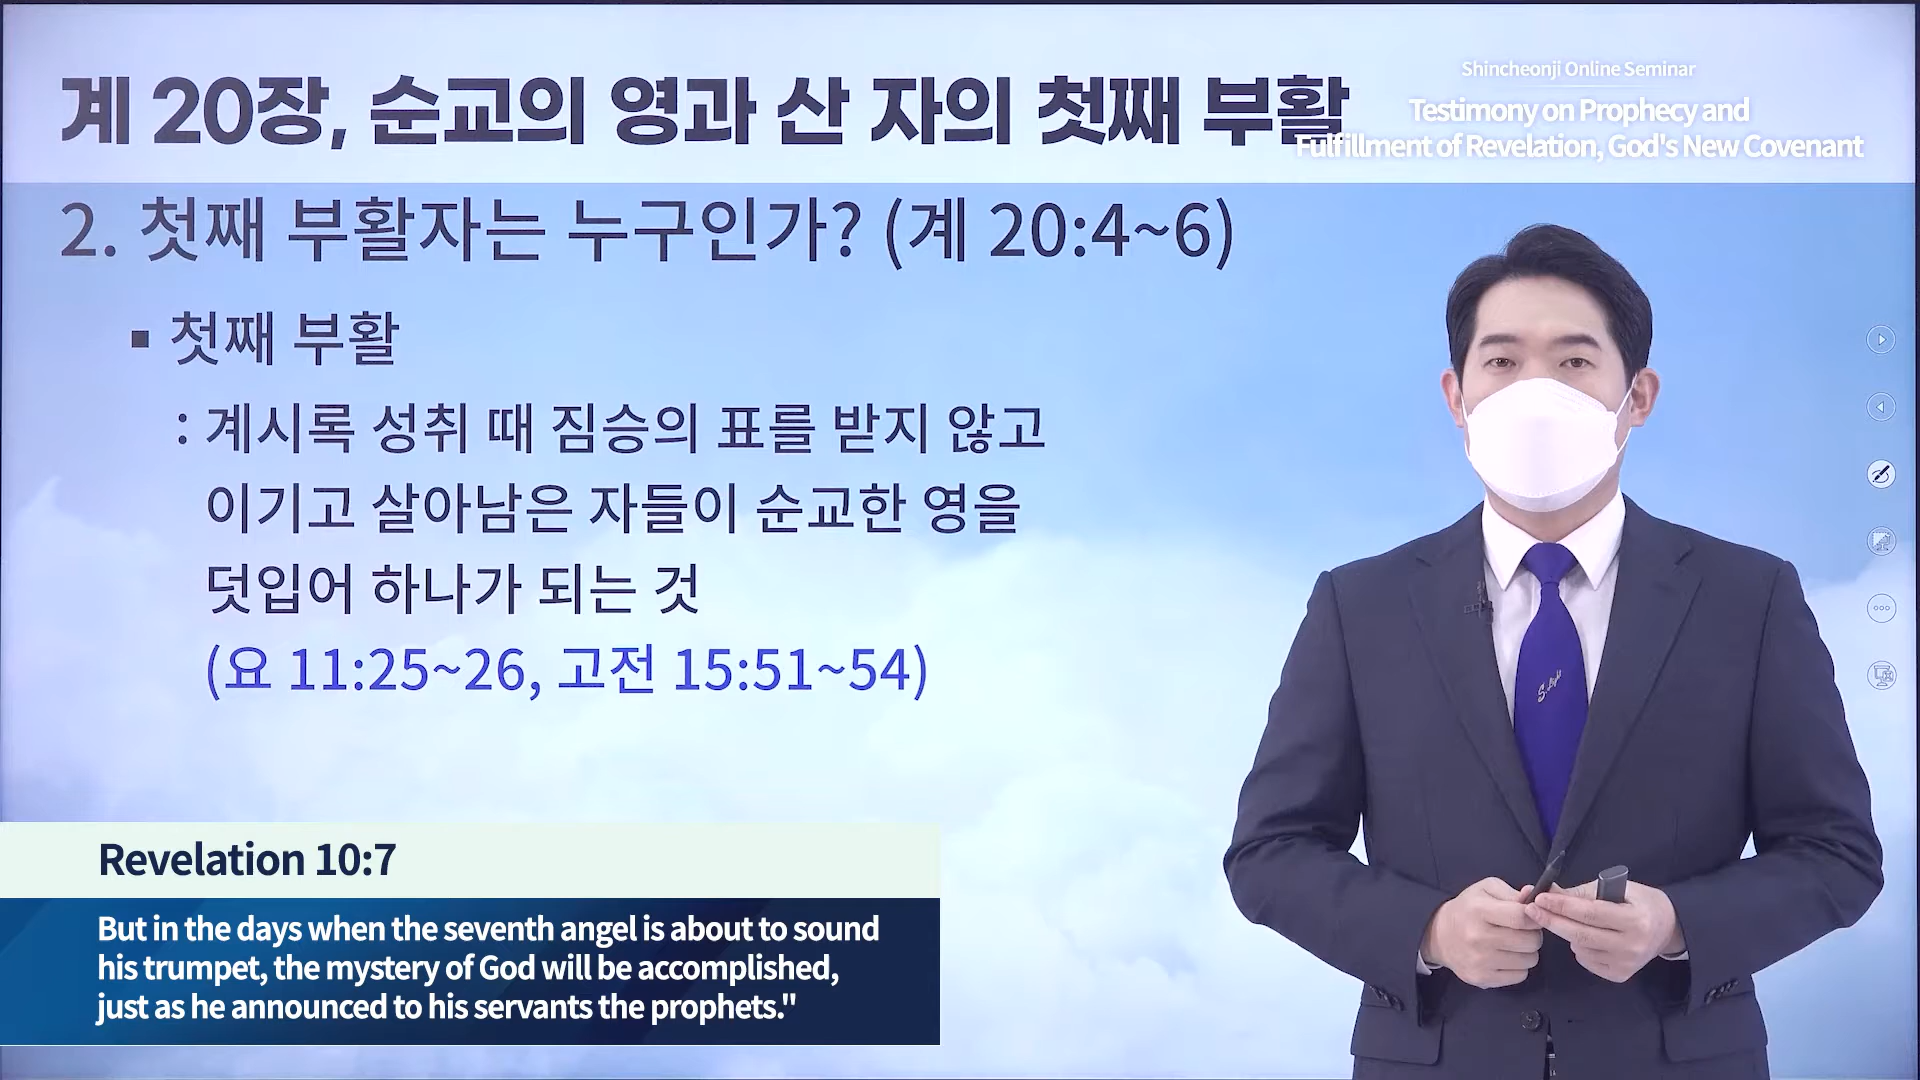 계 20장, 순교의 영과 산 자의 첫째 부활
Shincheonji Online Seminar
Testimony on Prophecy and
Fulfillment of Revelation, God's New Covenant
2. 첫째 부활자는 누구인가? (계 20:4~6)
▪ 첫째 부활
: 계시록 성취 때 짐승의 표를 받지 않고
이기고 살아남은 자들이 순교한 영을
덧입어 하나가 되는 것
(요 11:25~26, 고전 15:51~54)
S. Light
Revelation 10:7
But in the days when the seventh angel is about to sound
his trumpet, the mystery of God will be accomplished,
just as he announced to his servants the prophets."